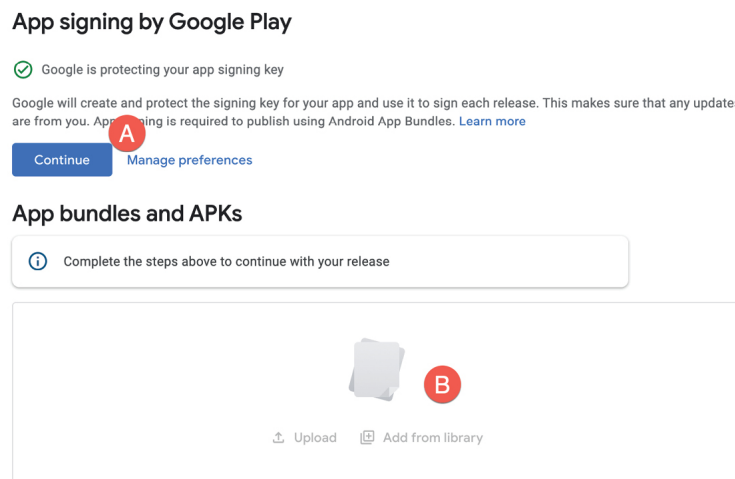 App signing by Google Play
Google is protecting your app signing key
Google will create and protect the signing key for your app and use it to sign each release. This makes sure that any update
are from you. App is required to publish using Android App Bundles. Learn more
A
Continue
Manage preferences
App bundles and APKs
Complete the steps above to continue with your release
B
Upload
Add from library